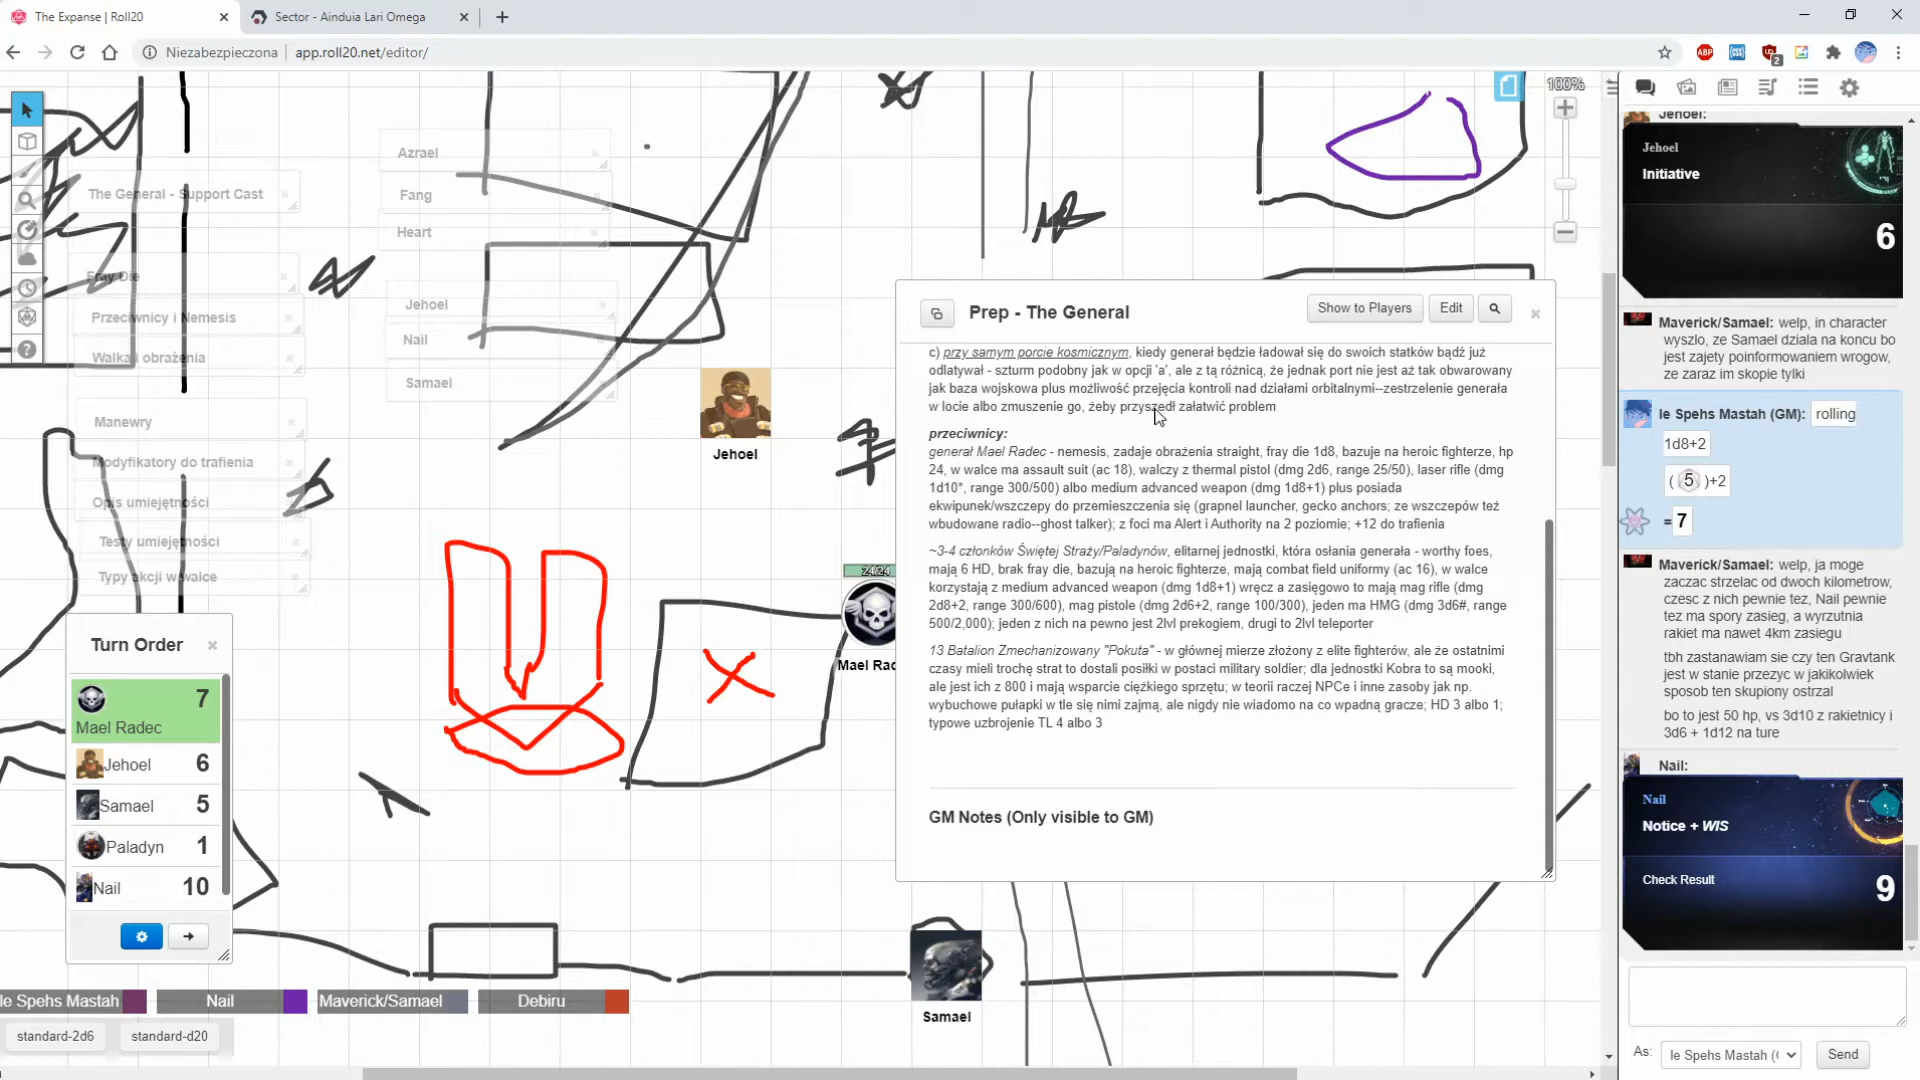 The Expanse | Roll20
Sector - Ainduia Lari Omega
Niezabezpieczona
app.roll20.net/editor/
ABP
2
100%
The General - Support Cast
Azrael
Fang
Heart
Fray Die
Przeciwnicy i Nemesis
Walka i obrażenia
Jehoel
Nail
Samael
Manewry
Modyfikatory do trafienia
Opis umiejętności
Testy umiejętności
Typy akcji w walce
Jehoel
24/24
Mael Rad
Samael
Turn Order
7
Mael Radec
Jehoel 6
Samael 5
Paladyn 1
Nail 10
le Spehs Mastah
Nail
Maverick/Samael
Debiru
standard-2d6
standard-d20
Prep - The General
Show to Players
Edit
c) przy samym porcie kosmicznym, kiedy generał będzie ładował się do swoich statków bądź już
odlatywał - szturm podobny jak w opcji 'a', ale z tą różnicą, że jednak port nie jest aż tak obwarowany
jak baza wojskowa plus możliwość przejęcia kontroli nad działami orbitalnymi--zestrzelenie generała
w locie albo zmuszenie go, żeby przyszedł załatwić problem
przeciwnicy:
generał Mael Radec - nemesis, zadaje obrażenia straight, fray die 1d8, bazuje na heroic fighterze, hp
24, w walce ma assault suit (ac 18), walczy z thermal pistol (dmg 2d6, range 25/50), laser rifle (dmg
1d10*, range 300/500) albo medium advanced weapon (dmg 1d8+1) plus posiada
ekwipunek/wszczepy do przemieszczenia się (grapnel launcher, gecko anchors; ze wszczepów też
wbudowane radio--ghost talker); z foci ma Alert i Authority na 2 poziomie; +12 do trafienia
~3-4 członków Świętej Straży/Paladynów, elitarnej jednostki, która osłania generała - worthy foes,
mają 6 HD, brak fray die, bazują na heroic fighterze, mają combat field uniformy (ac 16), w walce
korzystają z medium advanced weapon (dmg 1d8+1) wręcz a zasięgowo to mają mag rifle (dmg
2d8+2, range 300/600), mag pistole (dmg 2d6+2, range 100/300), jeden ma HMG (dmg 3d6#, range
500/2,000); jeden z nich na pewno jest 2lvl prekogiem, drugi to 2lvl teleporter
13 Batalion Zmechanizowany "Pokuta" - w głównej mierze złożony z elite fighterów, ale że ostatnimi
czasy mieli trochę strat to dostali posiłki w postaci military soldier; dla jednostki Kobra to są mooki,
ale jest ich z 800 i mają wsparcie ciężkiego sprzętu; w teorii raczej NPCe i inne zasoby jak np.
wybuchowe pułapki w tle się nimi zajmą, ale nigdy nie wiadomo na co wpadną gracze; HD 3 albo 1;
typowe uzbrojenie TL 4 albo 3
GM Notes (Only visible to GM)
Jehoel:
Jehoel
Initiative
6
Maverick/Samael: welp, in character
wyszlo, ze Samael dziala na koncu bo
jest zajety poinformowaniem wrogow,
ze zaraz im skopie tylki
le Spehs Mastah (GM): rolling
1d8+2
(5)+2
=7
Maverick/Samael: welp, ja moge
zaczac strzelac od dwoch kilometrow,
czesc z nich pewnie tez, Nail pewnie
tez ma spory zasieg, a wyrzutnia
rakiet ma nawet 4km zasiegu
tbh zastanawiam sie czy ten Gravtank
jest w stanie przezyc w jakikolwiek
sposob ten skupiony ostrzal
bo to jest 50 hp, vs 3d10 z rakietnicy i
3d6 + 1d12 na ture
Nail:
Nail
Notice + WIS
Check Result
9
As:
le Spehs Mastah (
Send